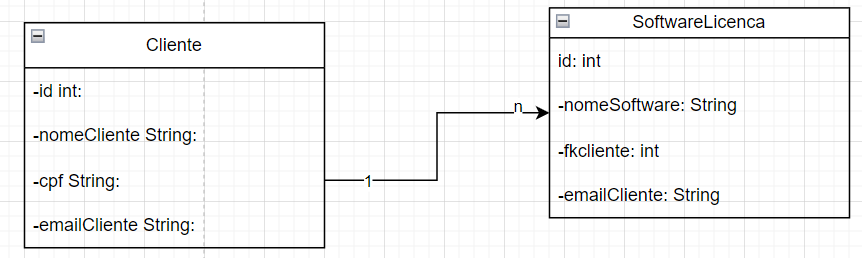 Cliente
-id int:
-nomeCliente String:
-cpf String:
-emailCliente String:
1
n
SoftwareLicenca
id: int
-nomeSoftware: String
-fkcliente: int
-emailCliente: String